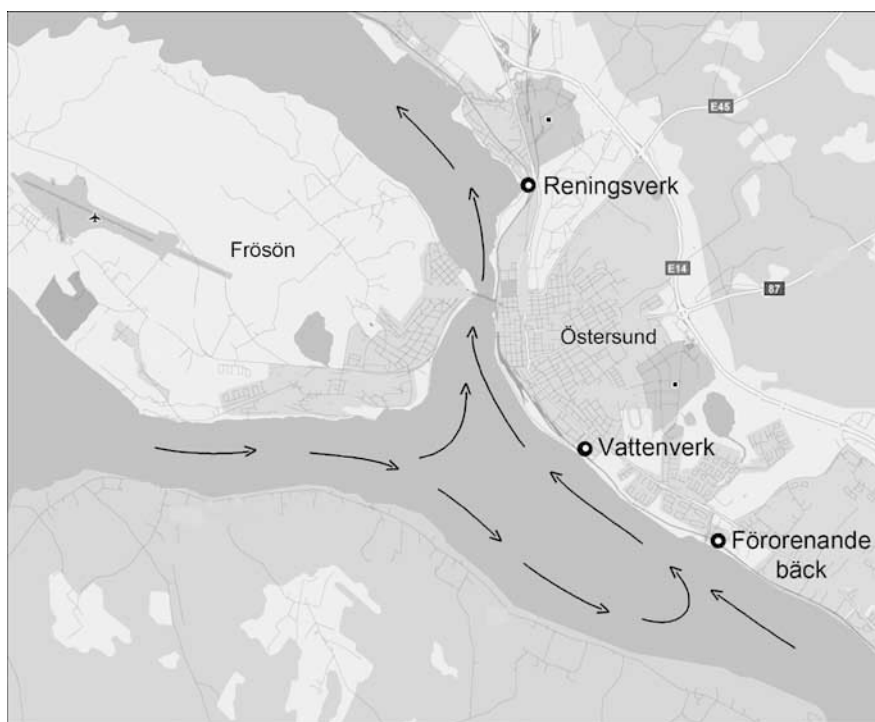 E45
Reningsverk
Frösön
E14
87
Östersund
Vattenverk
Förorenande
bäck